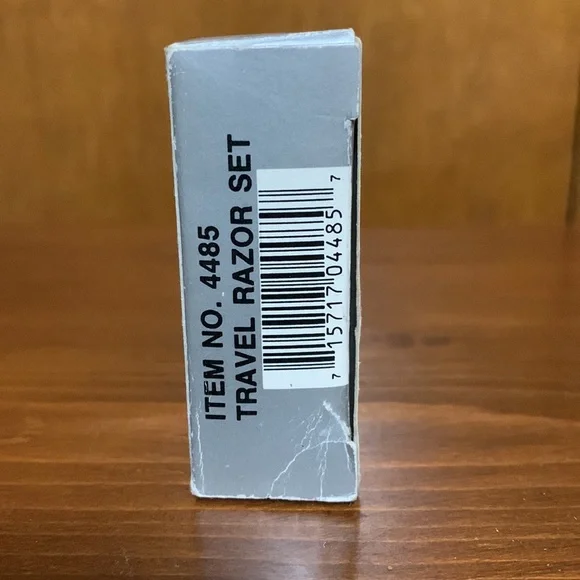 ITEM NO. 4485
TRAVEL RAZOR SET
7 15717 04485 7